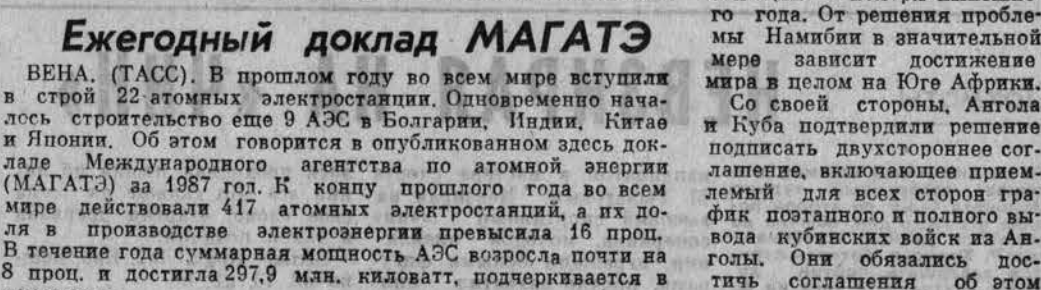 Ежегодный доклад МАГАТЭ
ВЕНА. (ТАСС). В прошлом году во всем мире вступили
в строй 22 атомных электростанции. Одновременно нача-
лось строительство еще 9 АЭС в Болгарии, Индии, Китае
и Японии. Об этом говорится в опубликованном здесь док-
ладе Международного агентства по атомной энергии
(МАГАТЭ) за 1987 год. К концу прошлого года во всем
мире действовали 417 атомных электростанций, а их до-
ля в производстве электроэнергии превысила 16 проц.
В течение года суммарная мощность АЭС возросла почти на
8 проц. и достигла 297,9 млн. киловатт, подчеркивается в
го года. От решения пробле-
мы Намибии в значительной
мере зависит достижение
мира в целом на Юге Африки.
Со своей стороны, Ангола
и Куба подтвердили решение
подписать двухстороннее сог-
лашение, включающее прием-
лемый для всех сторон гра-
фик поэтапного и полного вы-
вода кубинских войск из Ан-
голы. Они обязались дос-
тичь соглашения об этом